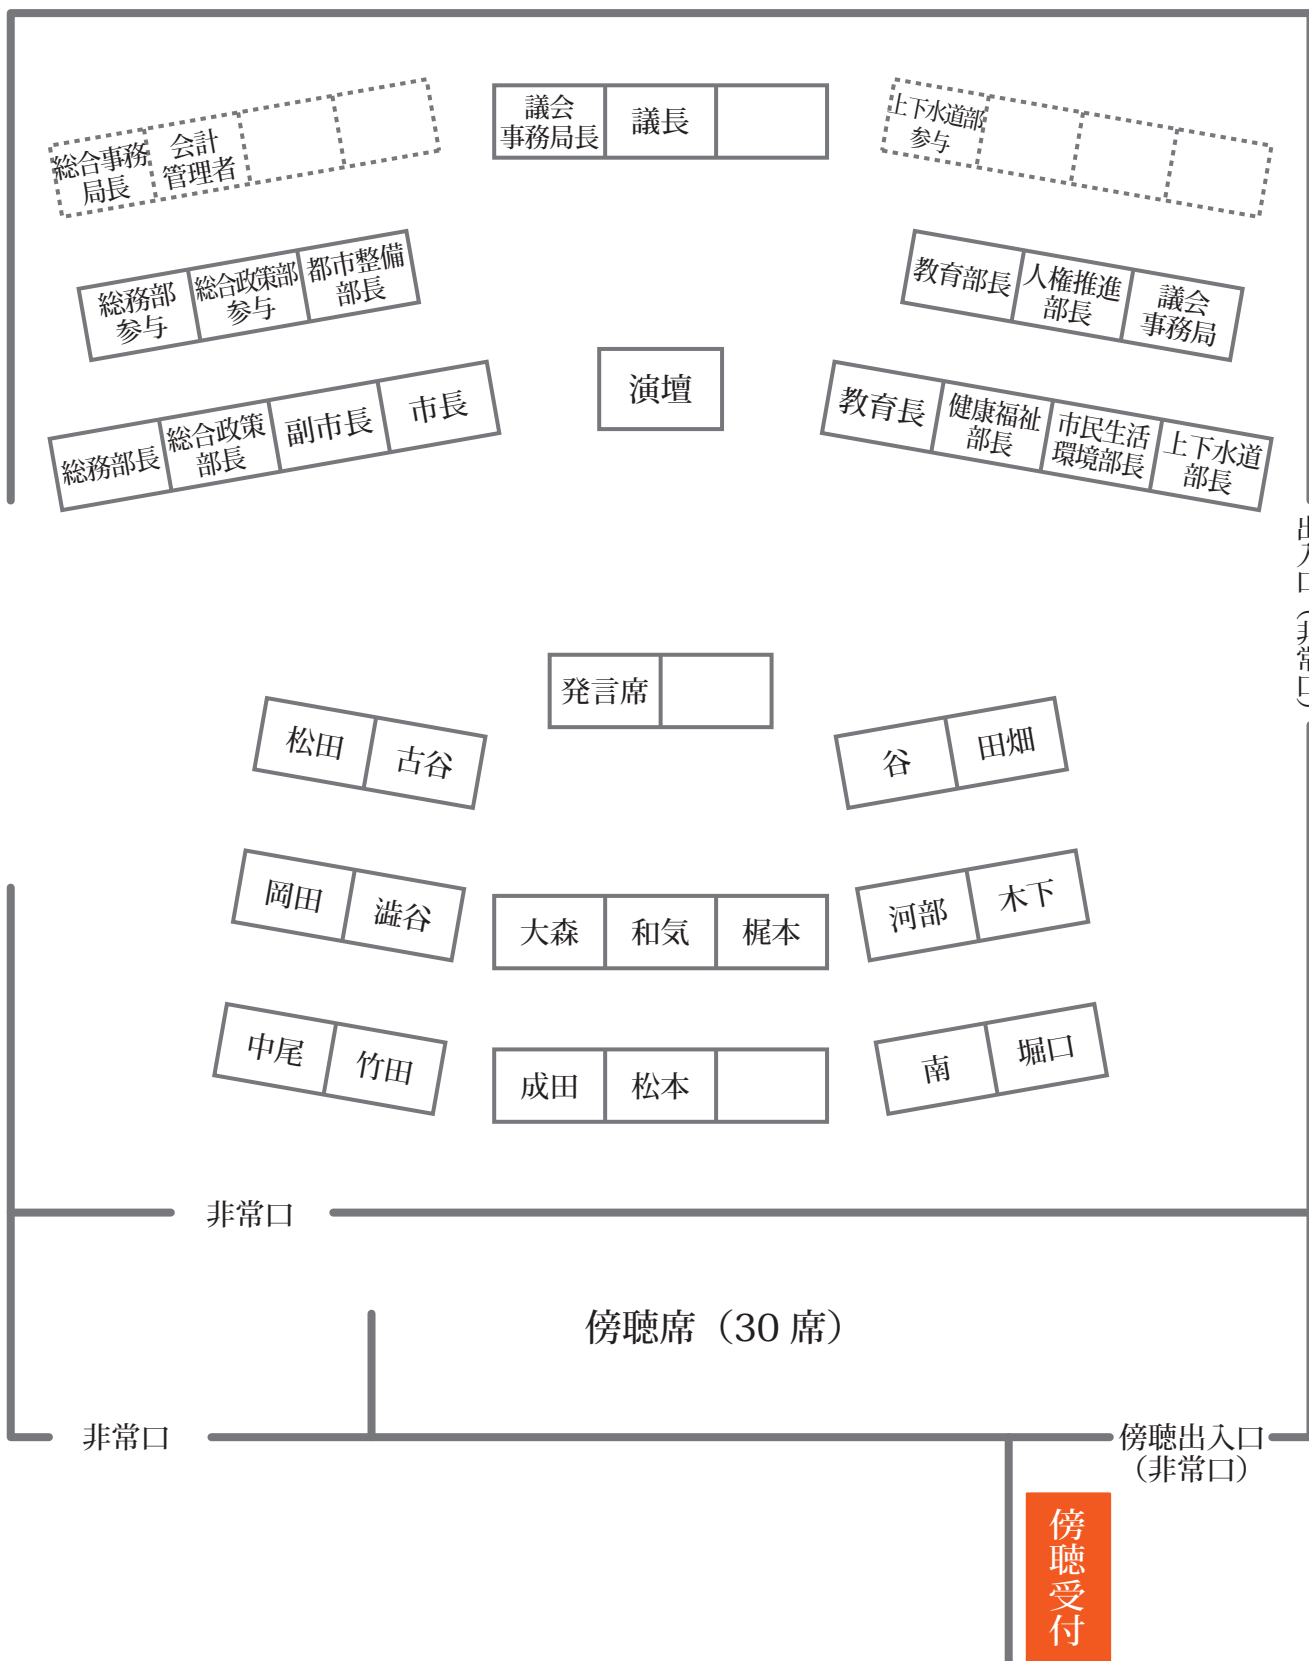 議会
事務局長
議長
総合事務
局長
会計
管理者
上下水道部
参与
総務部
参与
総合政策部
参与
都市整備
部長
教育部長
人権推進
部長
議会
事務局
総務部長
総合政策
部長
副市長
市長
演壇
教育長
健康福祉
部長
市民生活
環境部長
上下水道
部長
出入口(非常口)
発言席
松田
古谷
谷
田畑
岡田
澁谷
大森
和気
梶本
河部
木下
中尾
竹田
成田
松本
南
堀口
非常口
傍聴席（30 席）
非常口
傍聴出入口
（非常口）
傍聴受付